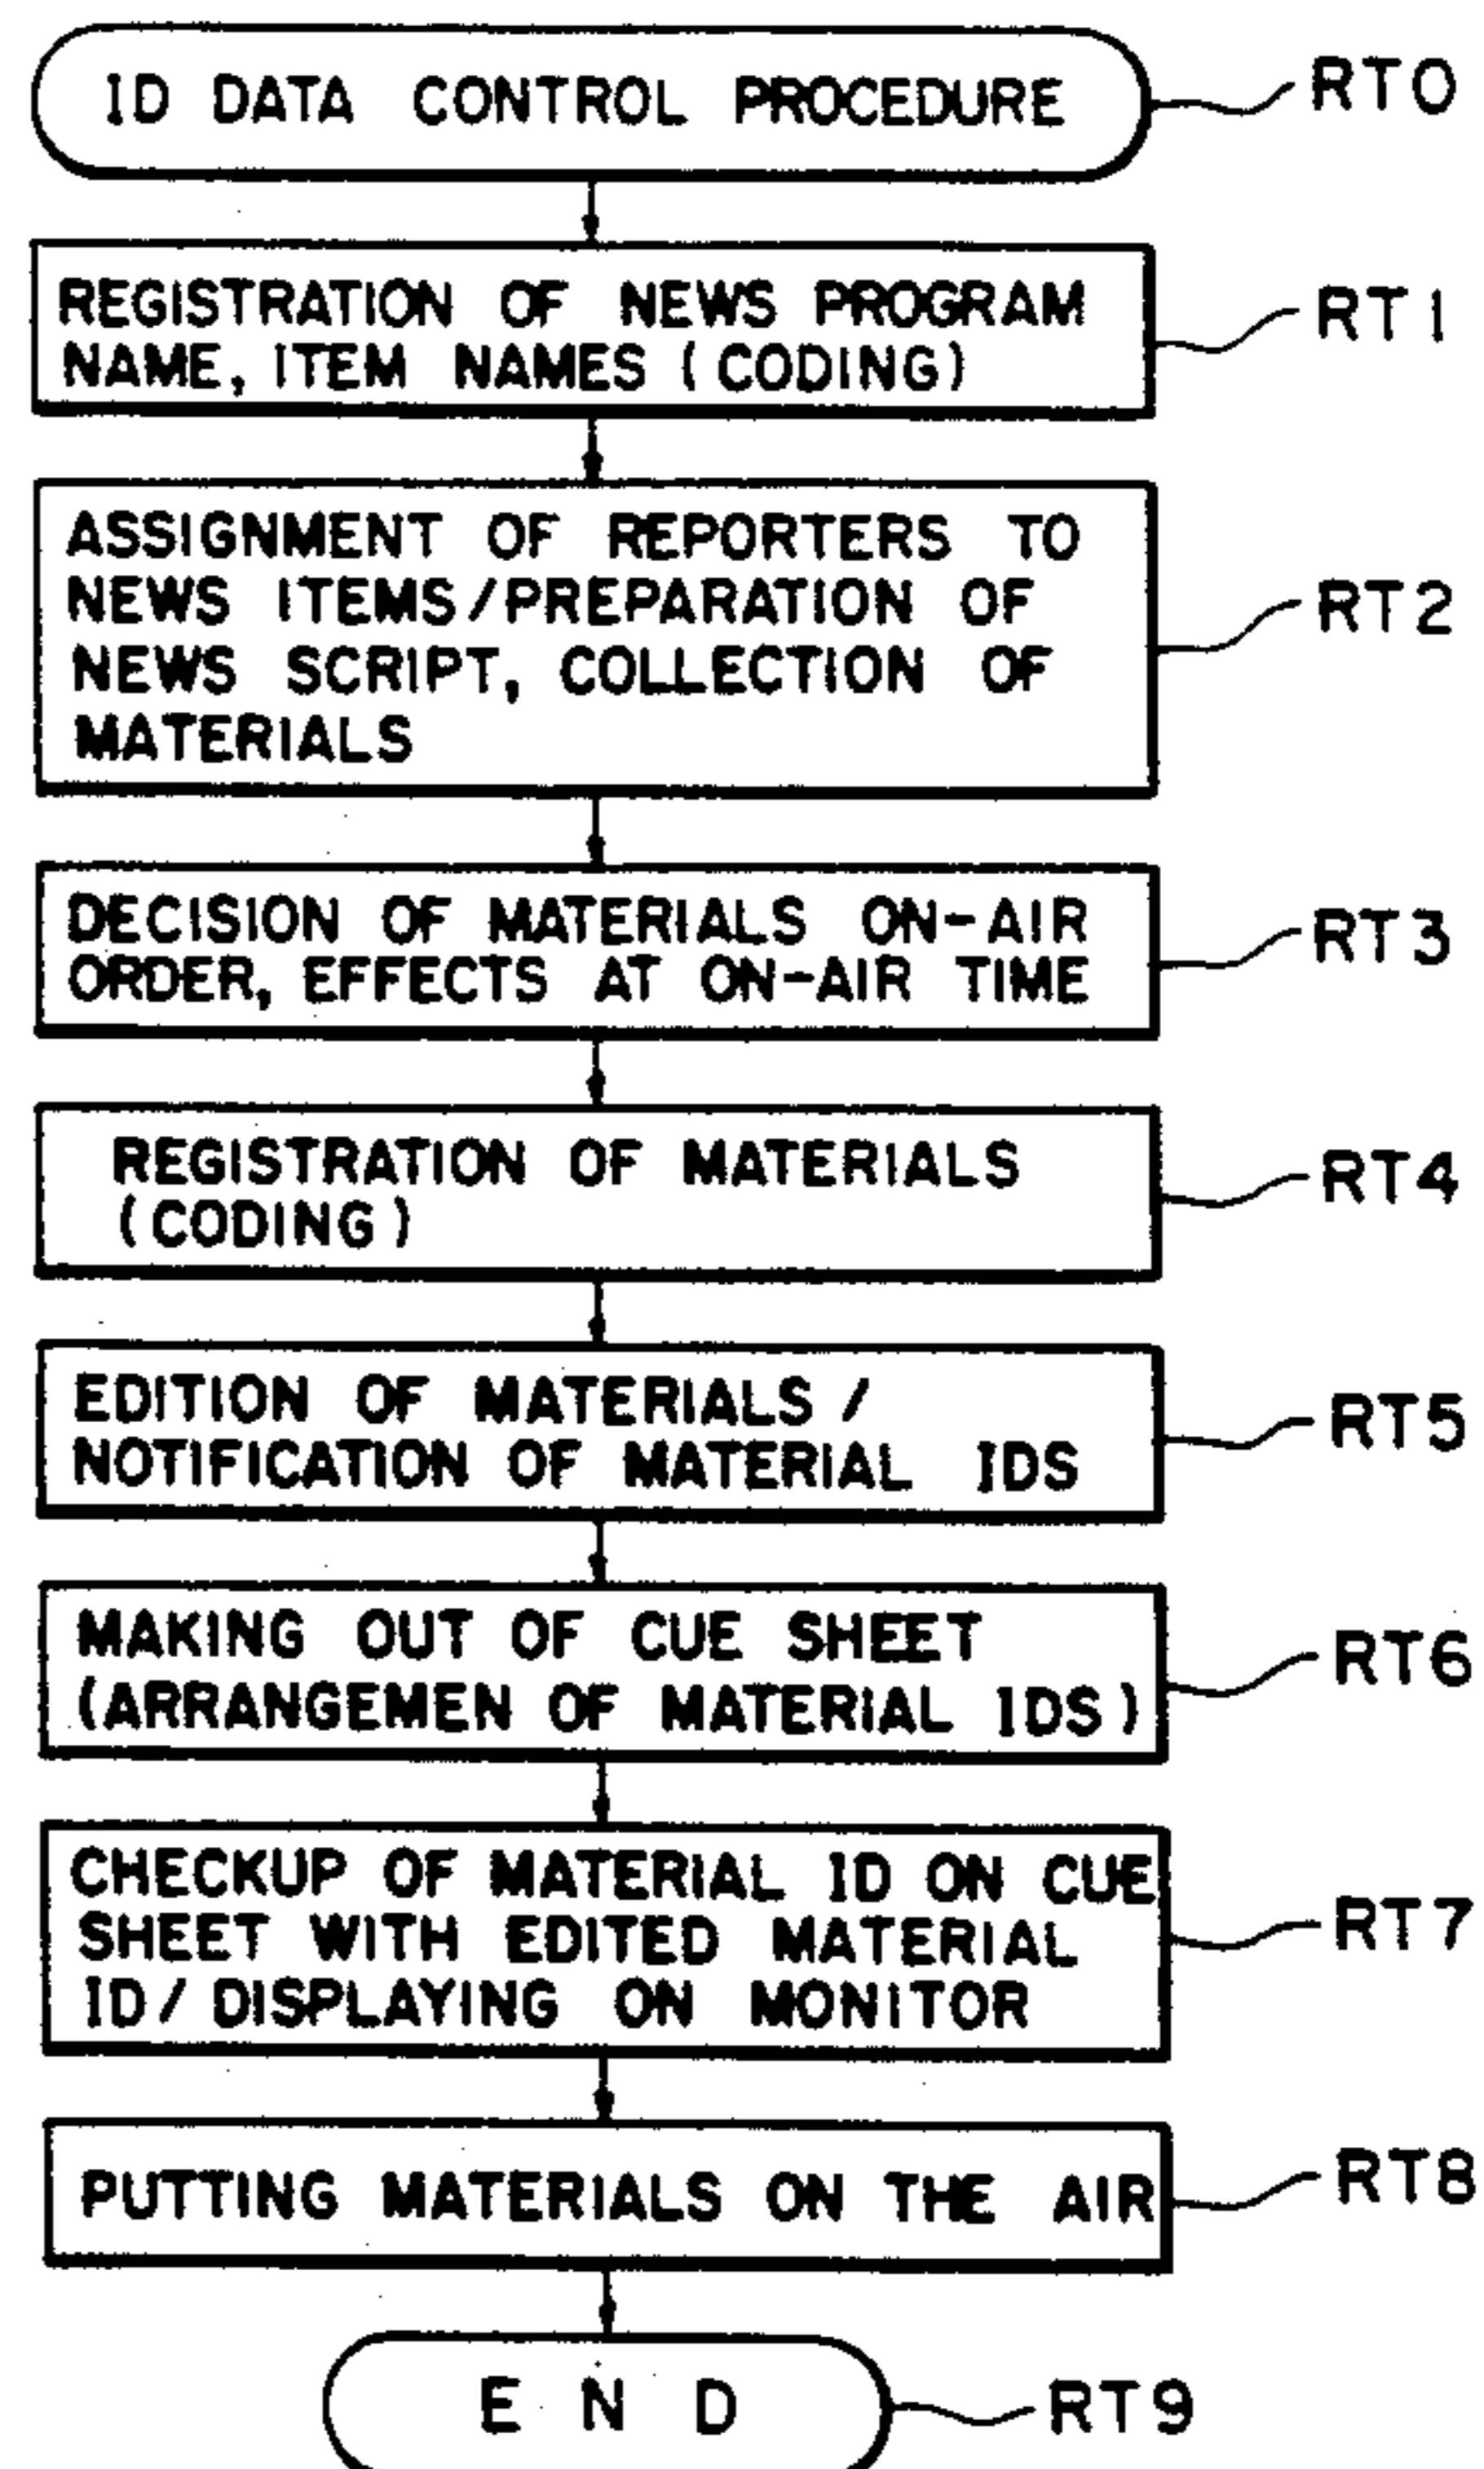 ID DATA CONTROL PROCEDURE
RT0
REGISTRATION OF NEWS PROGRAM
NAME, ITEM NAMES (CODING)
RT1
ASSIGNMENT OF REPORTERS TO
NEWS ITEMS/PREPARATION OF
NEWS SCRIPT, COLLECTION OF
MATERIALS
RT2
DECISION OF MATERIALS ON-AIR
ORDER, EFFECTS AT ON-AIR TIME
RT3
REGISTRATION OF MATERIALS
(CODING)
RT4
EDITION OF MATERIALS/
NOTIFICATION OF MATERIAL IDS
RT5
MAKING OUT OF CUE SHEET
(ARRANGEMEN OF MATERIAL IDS)
RT6
CHECKUP OF MATERIAL ID ON CUE
SHEET WITH EDITED MATERIAL
ID/DISPLAYING ON MONITOR
RT7
PUTTING MATERIALS ON THE AIR
RT8
END
RT9